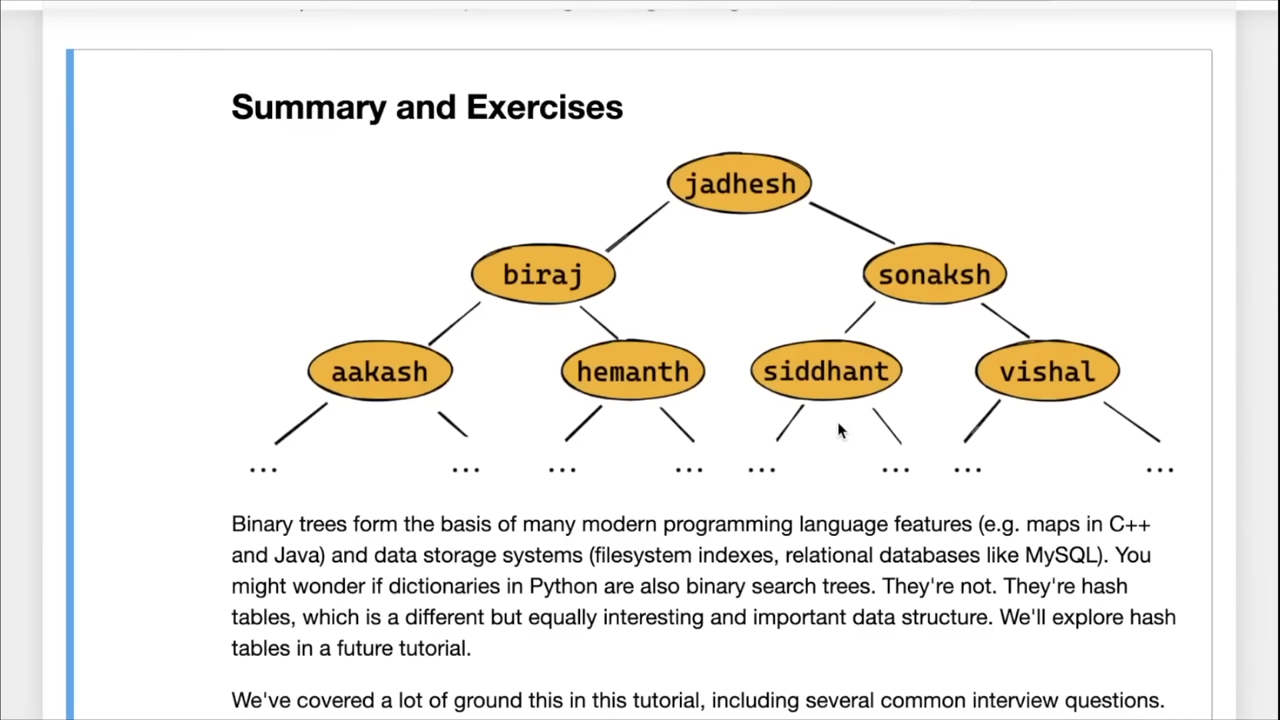 Summary and Exercises
jadhesh
biraj
sonaksh
aakash
hemanth
siddhant
vishal
... ... ... ... ... ... ... ...
Binary trees form the basis of many modern programming language features (e.g. maps in C++
and Java) and data storage systems (filesystem indexes, relational databases like MySQL). You
might wonder if dictionaries in Python are also binary search trees. They're not. They're hash
tables, which is a different but equally interesting and important data structure. We'll explore hash
tables in a future tutorial.
We've covered a lot of ground this in this tutorial, including several common interview questions.